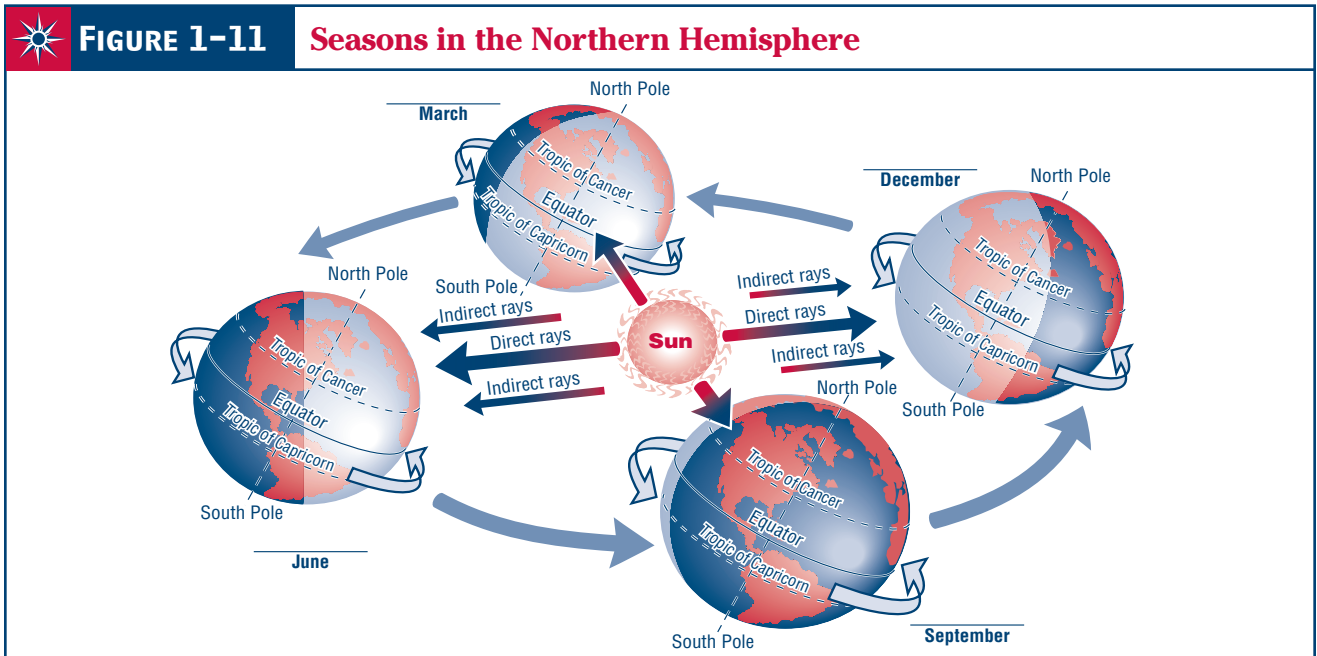 FIGURE 1-11
Seasons in the Northern Hemisphere
March
North Pole
Tropic of Cancer
Equator
Tropic of Capricorn
South Pole
December
North Pole
Tropic of Cancer
Equator
Tropic of Capricorn
South Pole
Indirect rays
Direct rays
Indirect rays
Sun
Indirect rays
Direct rays
Indirect rays
North Pole
Tropic of Cancer
Equator
Tropic of Capricorn
South Pole
June
North Pole
Tropic of Cancer
Equator
Tropic of Capricorn
South Pole
September